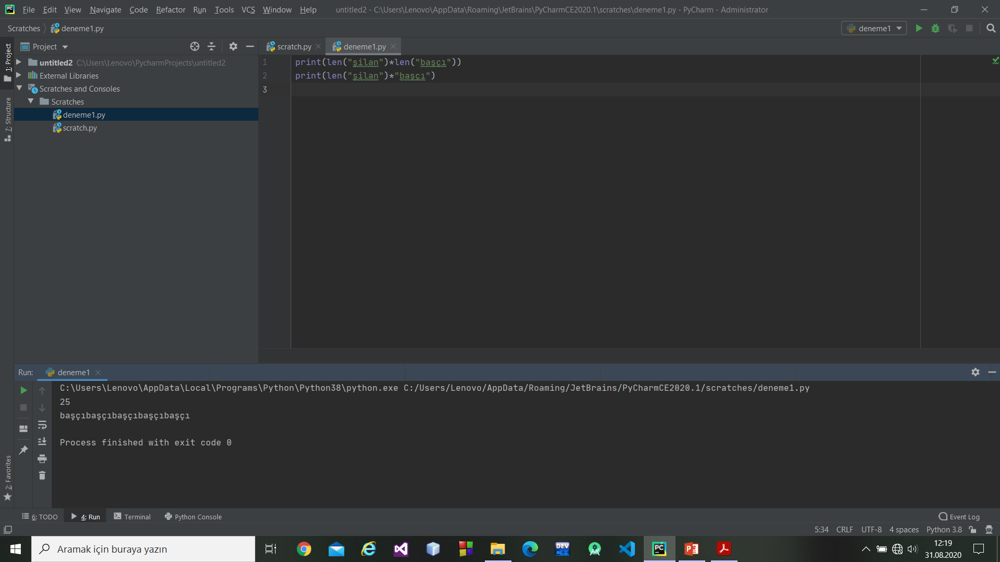 File Edit View Navigate Code Refactor Run Tools VCS Window Help untitled2 - C:\Users\Lenovo\AppData\Roaming\JetBrains\PyCharmCE2020.1\scratches\deneme1.py - PyCharm - Administrator
Scratches deneme1.py deneme1
1: Project
Project
scratch.py deneme1.py
untitled2 C:\Users\Lenovo\PycharmProjects\untitled2
External Libraries
Scratches and Consoles
Scratches
deneme1.py
scratch.py
7: Structure
1 print(len("şilan")*len("başçı"))
2 print(len("şilan")*"başçı")
3
Run: deneme1
C:\Users\Lenovo\AppData\Local\Programs\Python\Python38\python.exe C:/Users/Lenovo/AppData/Roaming/JetBrains/PyCharmCE2020.1/scratches/deneme1.py
25
başçıbaşçıbaşçıbaşçıbaşçı
Process finished with exit code 0
2: Favorites
6: TODO 4: Run Terminal Python Console Event Log
5:34 CRLF UTF-8 4 spaces Python 3.8
Aramak için buraya yazın
DEV
C++
PC
P
12:19
31.08.2020